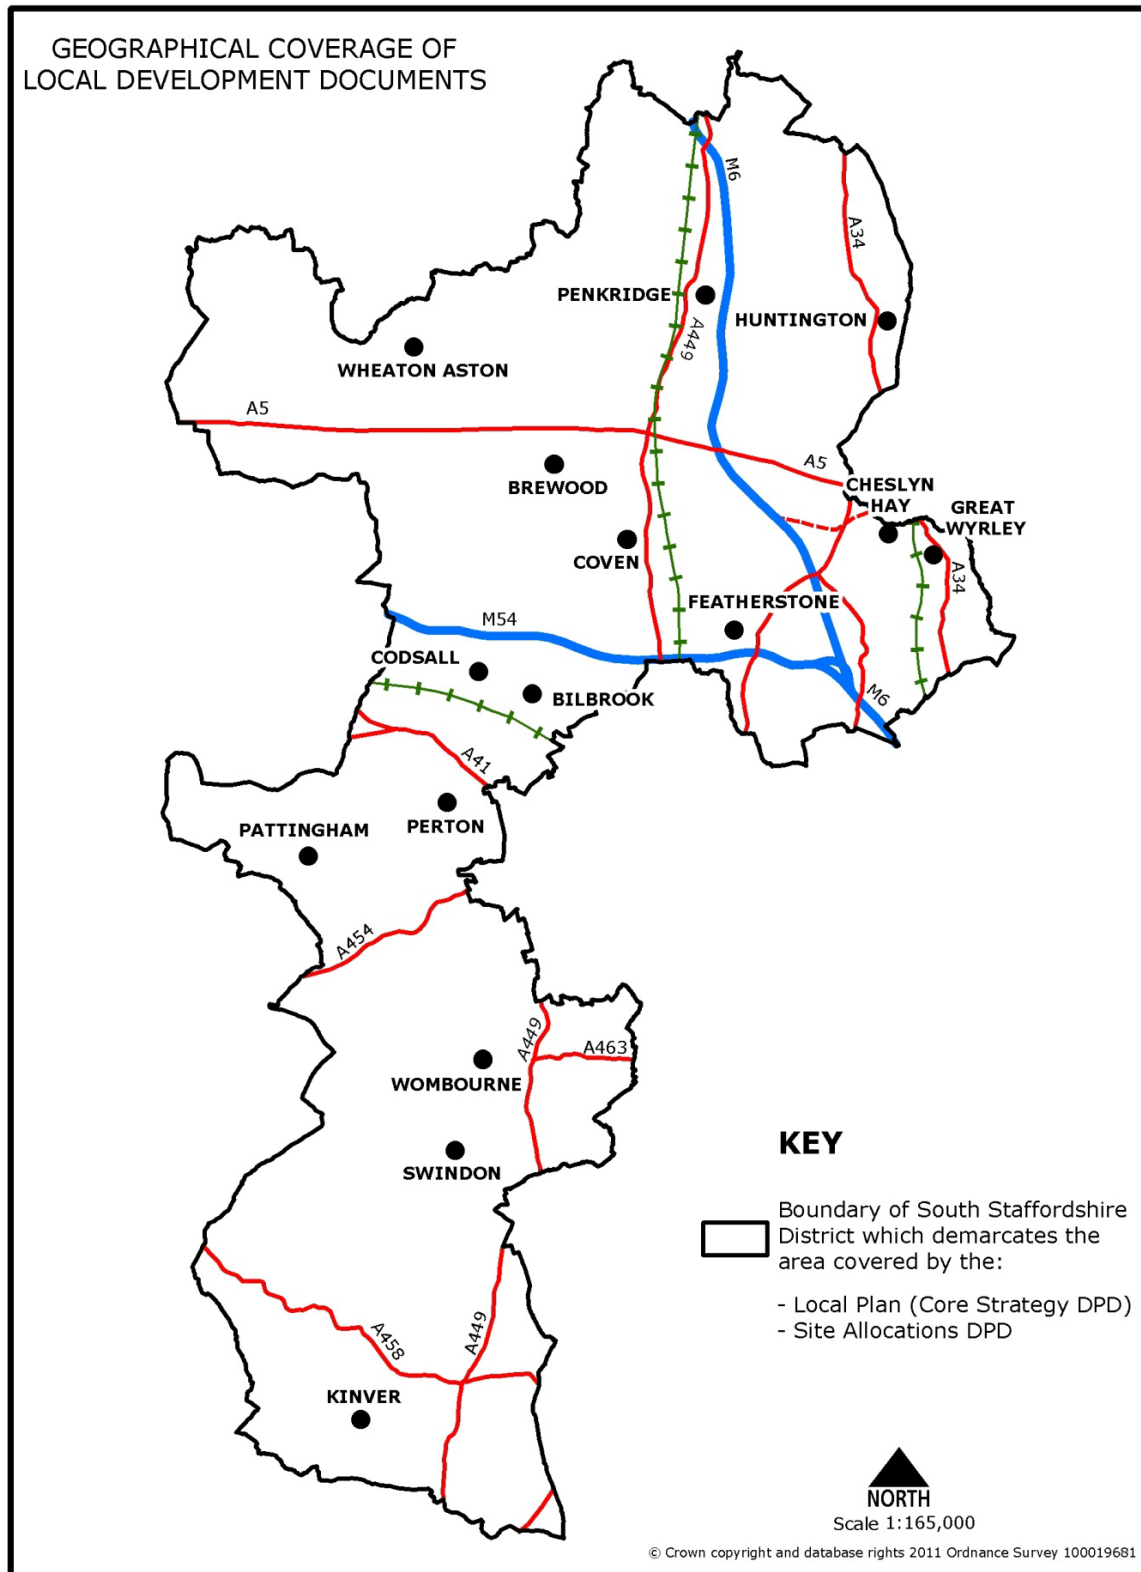 GEOGRAPHICAL COVERAGE OF
LOCAL DEVELOPMENT DOCUMENTS
M6
A34
PENKRIDGE
HUNTINGTON
A449
WHEATON ASTON
A5
A5
BREWOOD
CHESLYN
HAY
GREAT
WYRLEY
COVEN
A34
FEATHERSTONE
M54
CODSALL
BILBROOK
M6
A41
PERTON
PATTINGHAM
A454
A449
A463
WOMBOURNE
SWINDON
A458
A449
KINVER
KEY
Boundary of South Staffordshire
District which demarcates the
area covered by the:
- Local Plan (Core Strategy DPD)
- Site Allocations DPD
NORTH
Scale 1:165,000
© Crown copyright and database rights 2011 Ordnance Survey 100019681